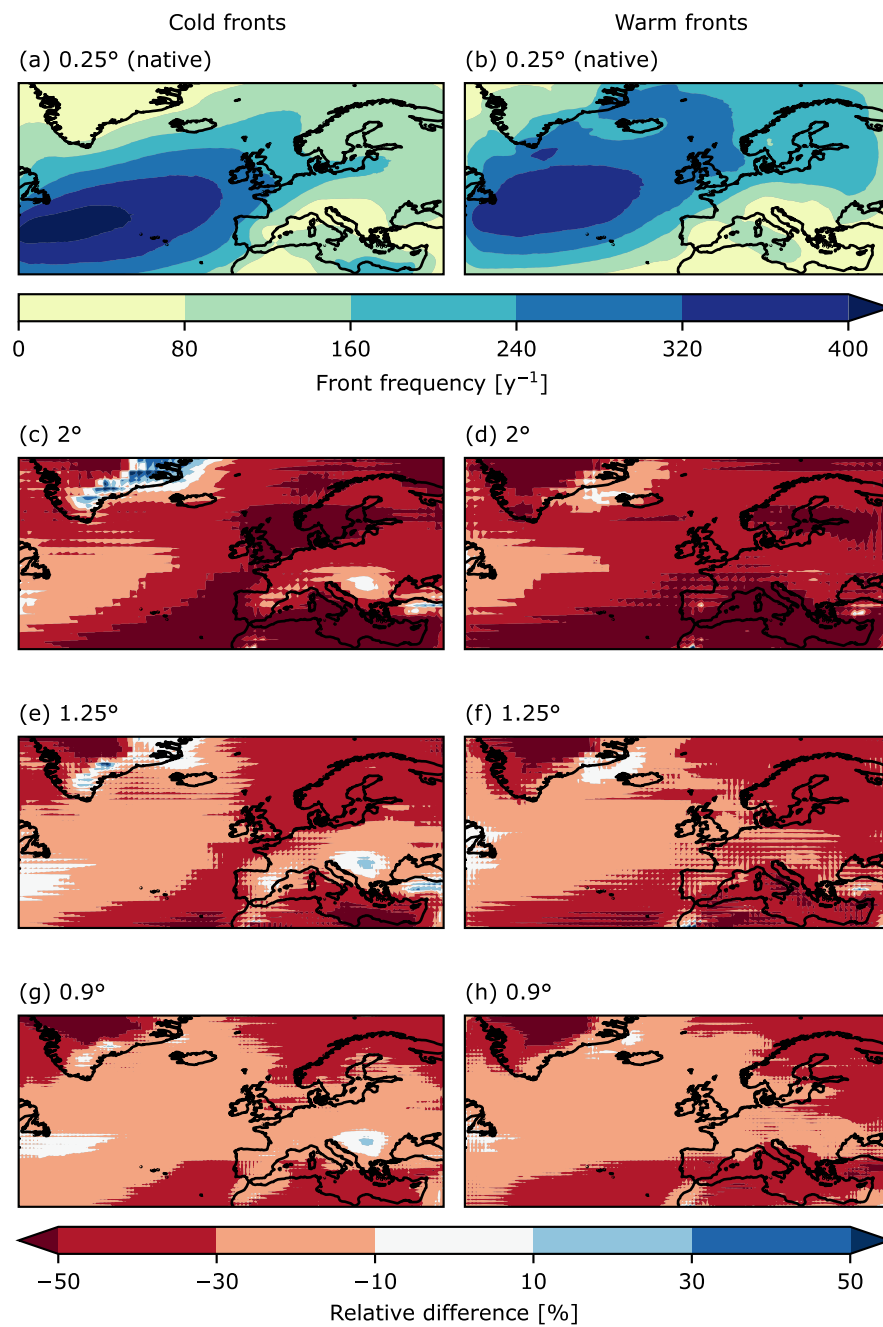 Cold fronts
Warm fronts
(a) 0.25° (native)
(b) 0.25° (native)
0 80 160 240 320 400
Front frequency [y⁻¹]
(c) 2°
(d) 2°
(e) 1.25°
(f) 1.25°
(g) 0.9°
(h) 0.9°
−50 −30 −10 10 30 50
Relative difference [%]